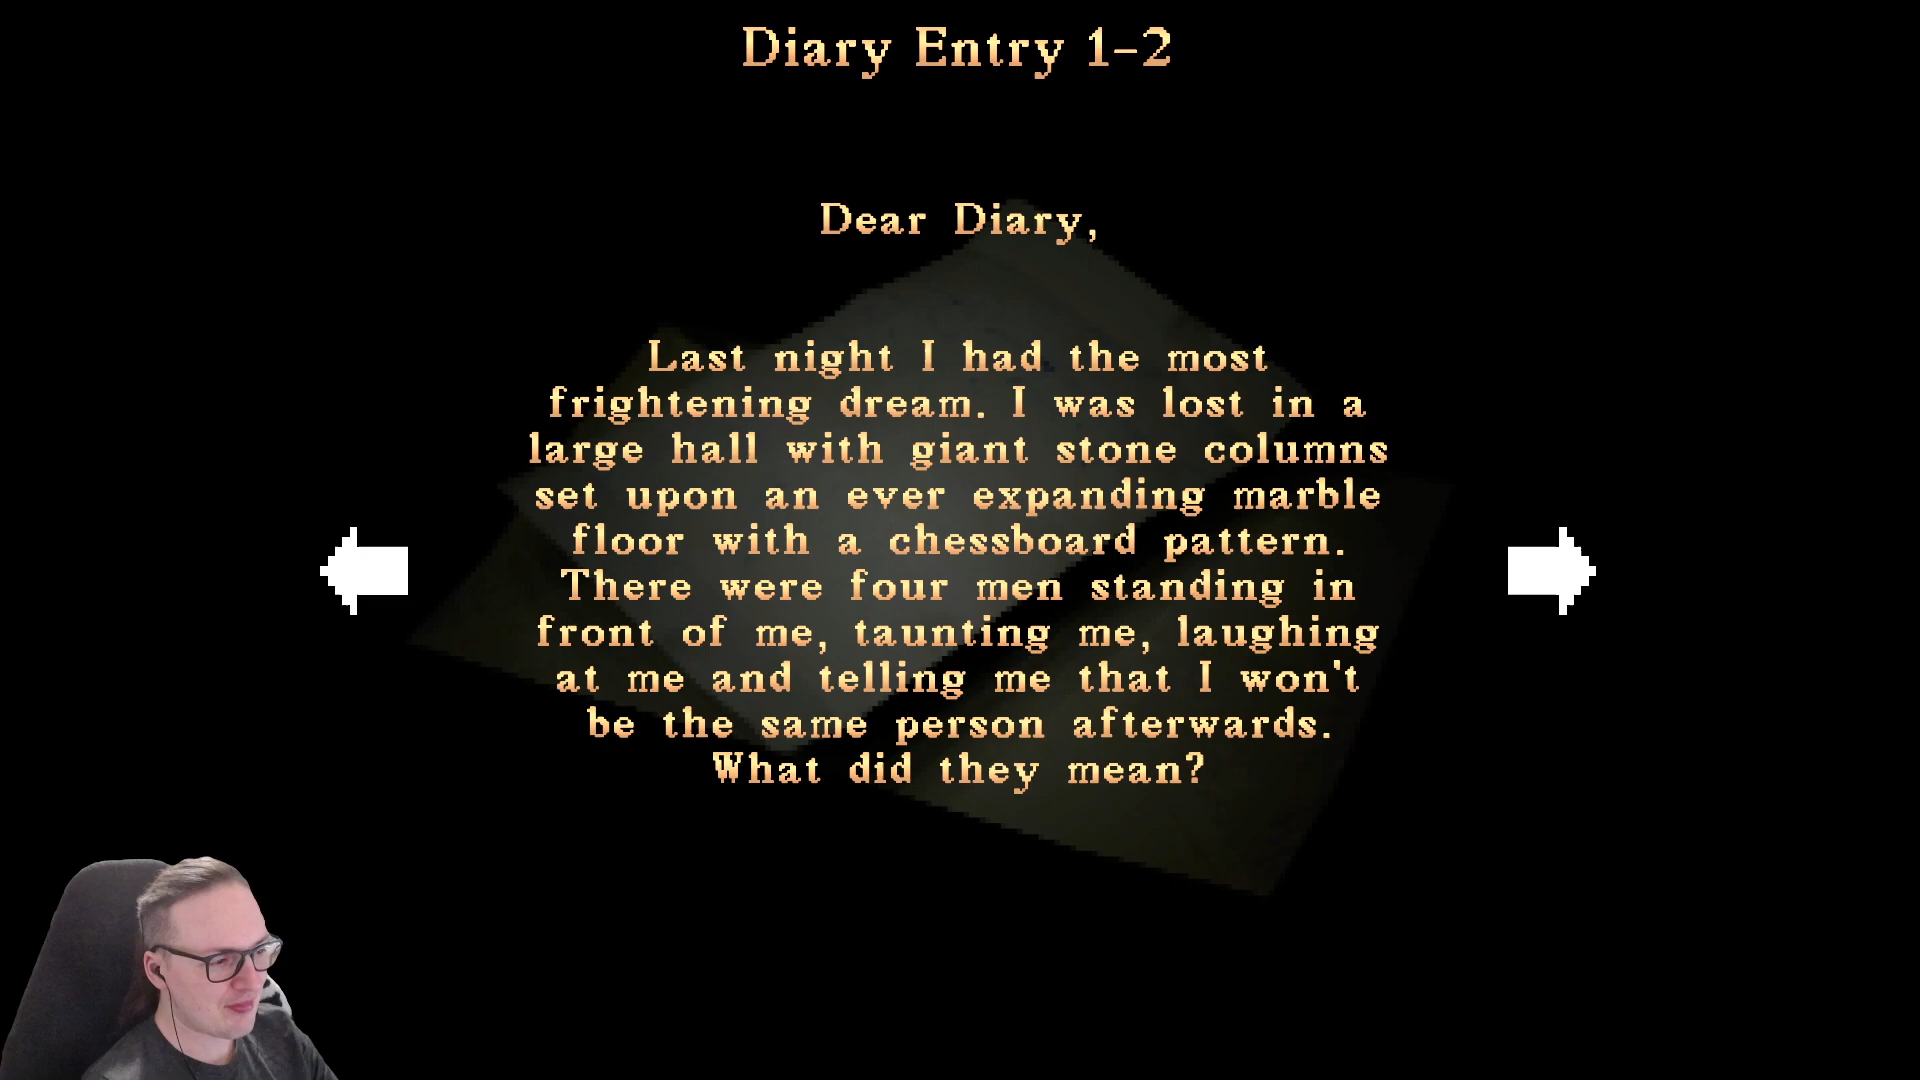 Diary Entry 1-2
Dear Diary,
Last night I had the most
frightening dream. I was lost in a
large hall with giant stone columns
set upon an ever expanding marble
floor with a chessboard pattern.
There were four men standing in
front of me, taunting me, laughing
at me and telling me that I won't
be the same person afterwards.
What did they mean?